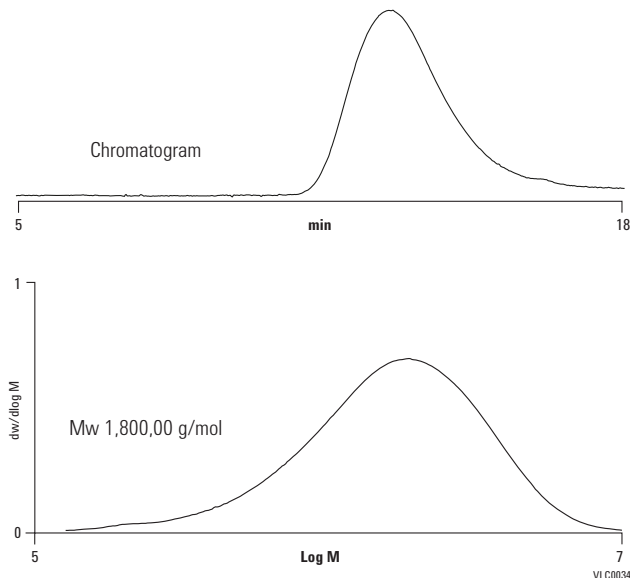 Chromatogram
5
min
18
1
dw/dlog M
Mw 1,800,00 g/mol
0
5
Log M
7
VLC0034